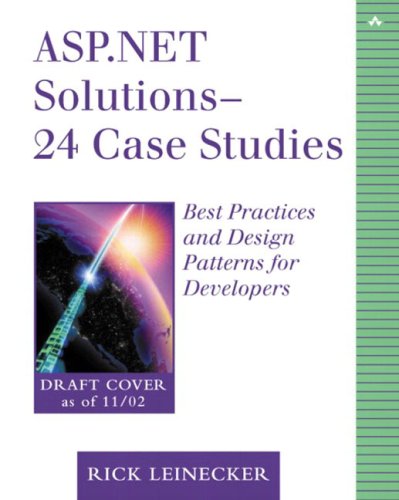 ASP.NET
Solutions–
24 Case Studies
Best Practices
and Design
Patterns for
Developers
DRAFT COVER
as of 11/02
RICK LEINECKER